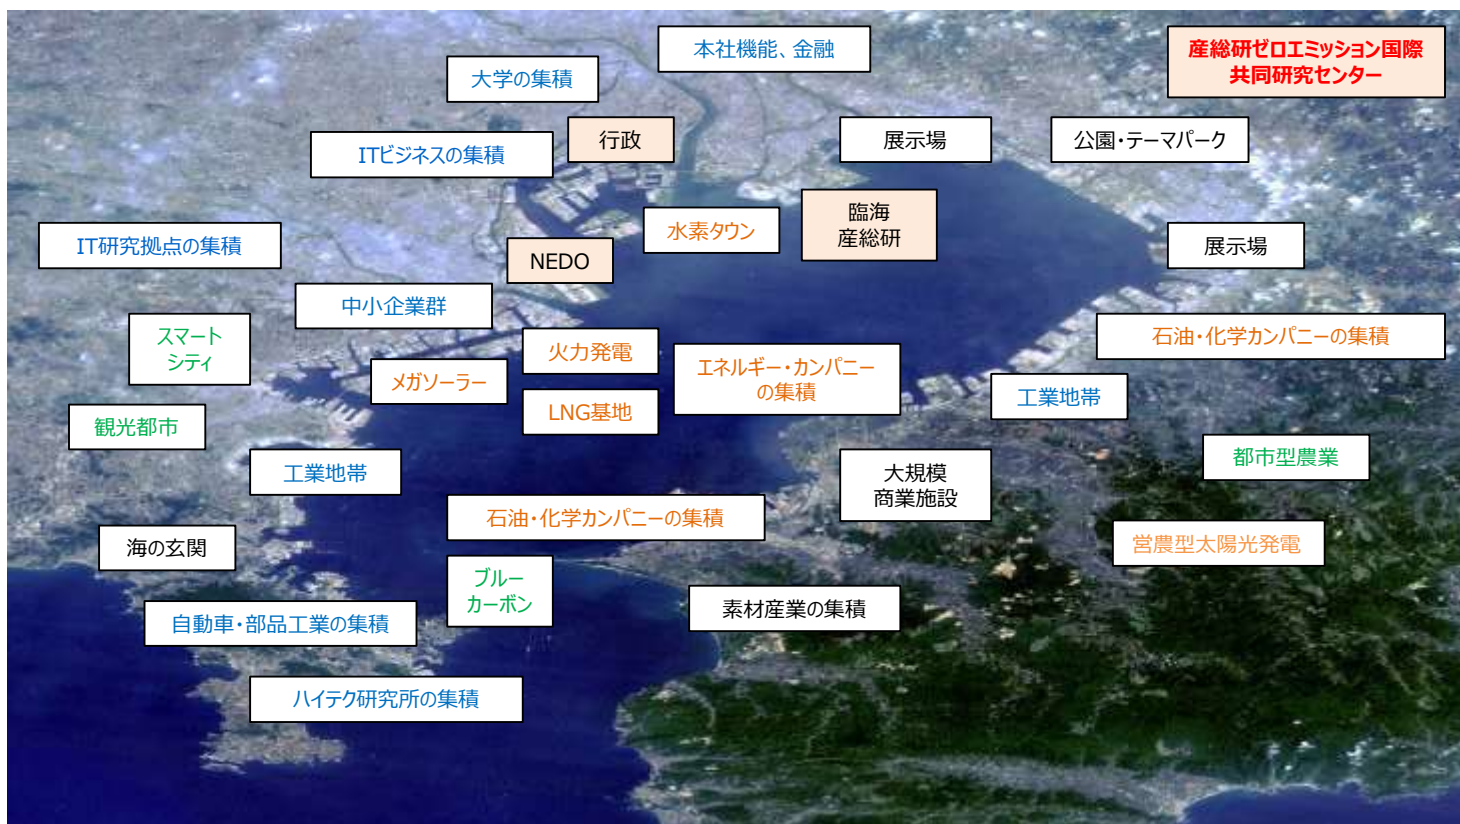 本社機能、金融
産総研ゼロエミッション国際
共同研究センター
大学の集積
行政
展示場
公園・テーマパーク
ITビジネスの集積
臨海
産総研
水素タウン
IT研究拠点の集積
展示場
NEDO
中小企業群
スマート
シティ
火力発電
石油・化学カンパニーの集積
エネルギー・カンパニー
の集積
メガソーラー
工業地帯
LNG基地
観光都市
都市型農業
工業地帯
大規模
商業施設
石油・化学カンパニーの集積
海の玄関
営農型太陽光発電
ブルー
カーボン
素材産業の集積
自動車・部品工業の集積
ハイテク研究所の集積